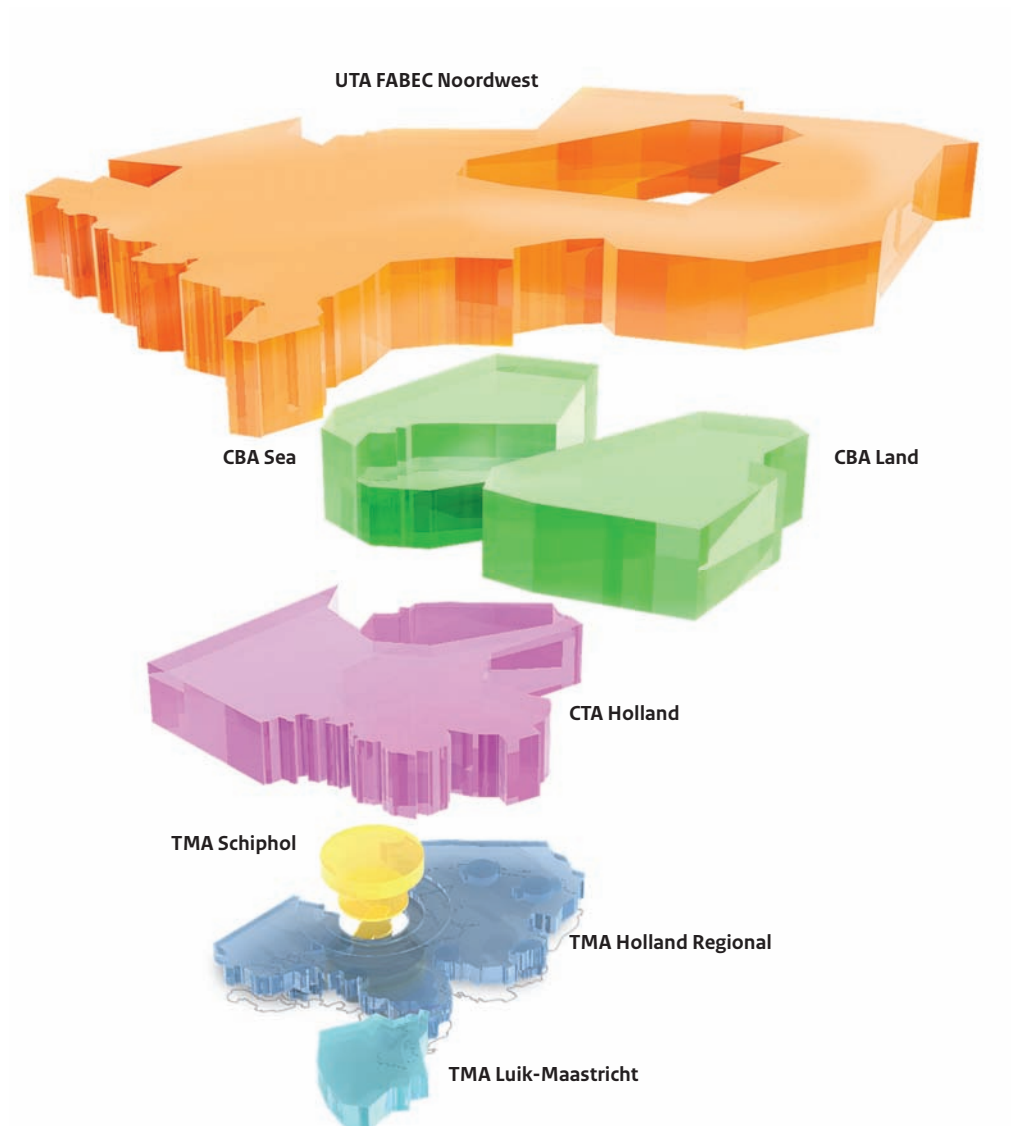 UTA FABEC Noordwest
CBA Sea
CBA Land
CTA Holland
TMA Schiphol
TMA Holland Regional
TMA Luik-Maastricht